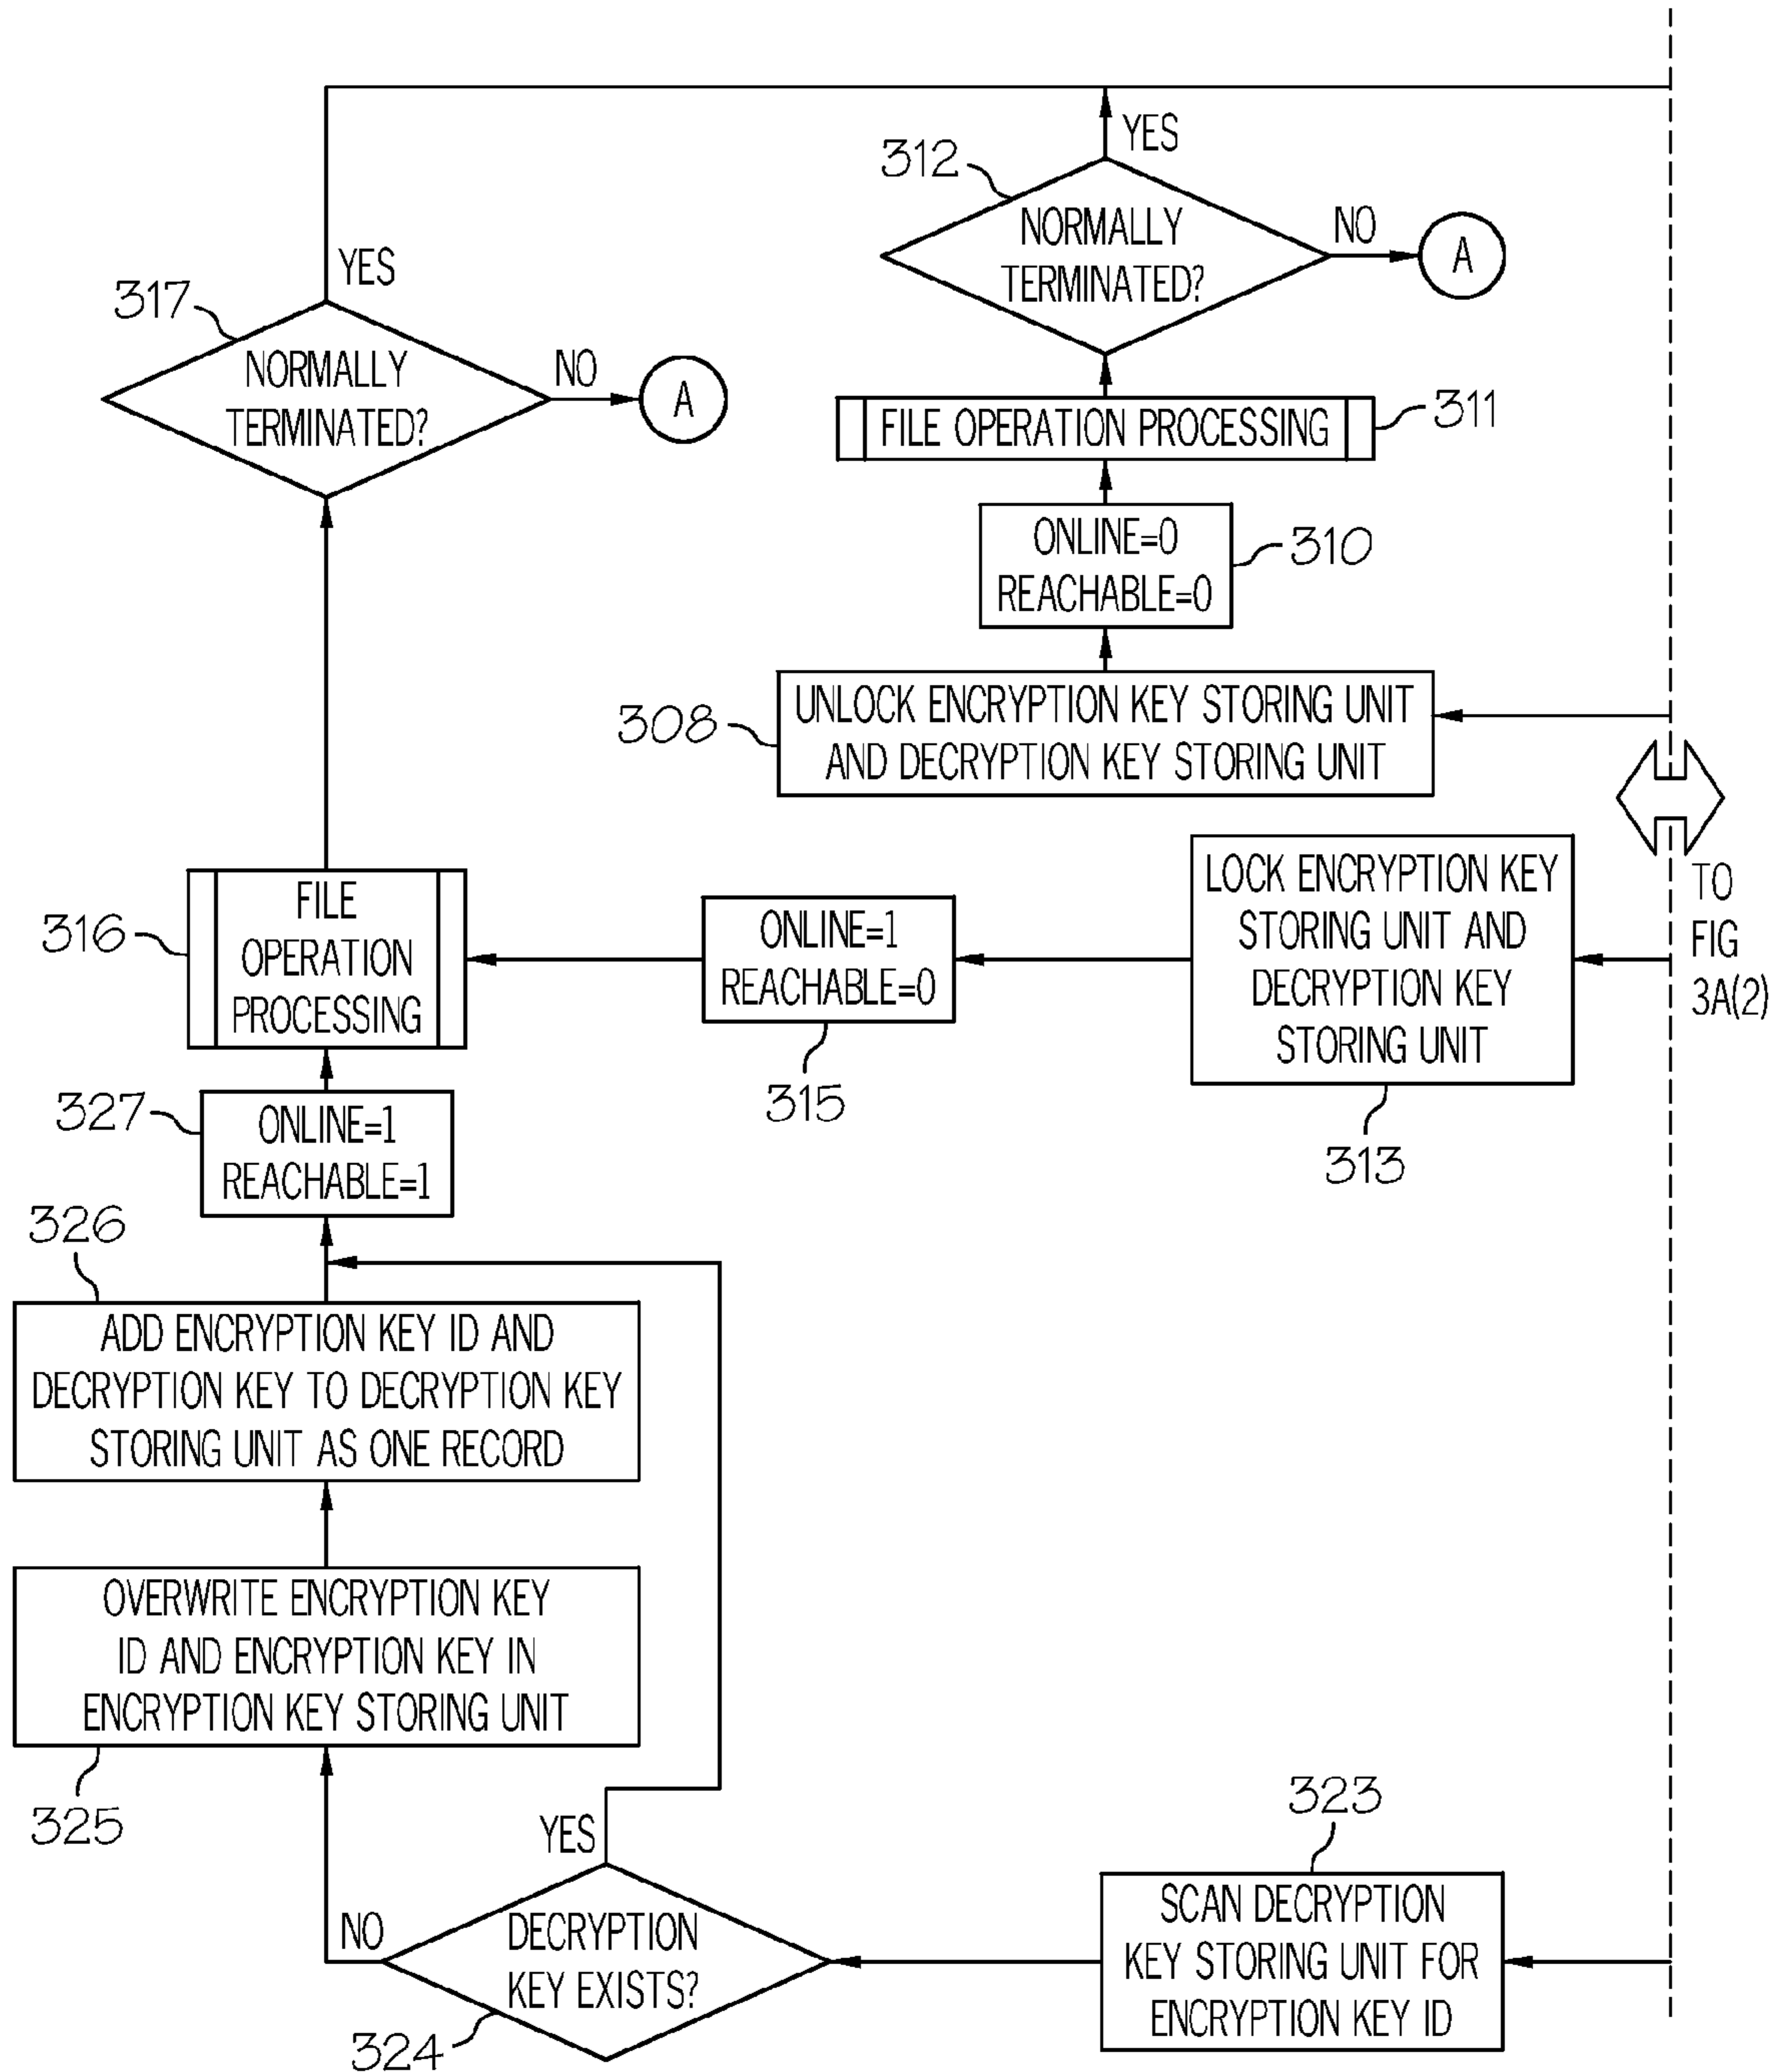 YES
312
NORMALLY
TERMINATED?
NO
A
YES
317
NORMALLY
TERMINATED?
NO
A
FILE OPERATION PROCESSING
311
ONLINE=0
REACHABLE=0
310
308
UNLOCK ENCRYPTION KEY STORING UNIT
AND DECRYPTION KEY STORING UNIT
TO
FIG
3A(2)
LOCK ENCRYPTION KEY
STORING UNIT AND
DECRYPTION KEY
STORING UNIT
313
ONLINE=1
REACHABLE=0
315
316
FILE
OPERATION
PROCESSING
327
ONLINE=1
REACHABLE=1
326
ADD ENCRYPTION KEY ID AND
DECRYPTION KEY TO DECRYPTION KEY
STORING UNIT AS ONE RECORD
OVERWRITE ENCRYPTION KEY
ID AND ENCRYPTION KEY IN
ENCRYPTION KEY STORING UNIT
325
YES
NO
DECRYPTION
KEY EXISTS?
324
323
SCAN DECRYPTION
KEY STORING UNIT FOR
ENCRYPTION KEY ID